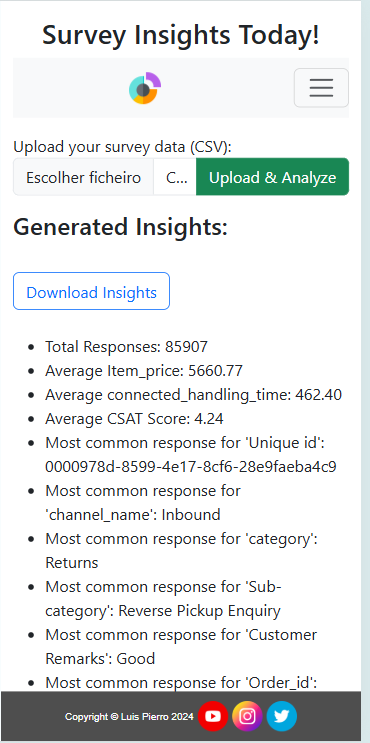 Survey Insights Today!
Upload your survey data (CSV):
Escolher ficheiro
C...
Upload & Analyze
Generated Insights:
Download Insights
Total Responses: 85907
Average Item_price: 5660.77
Average connected_handling_time: 462.40
Average CSAT Score: 4.24
Most common response for 'Unique id':
0000978d-8599-4e17-8cf6-28e9faeba4c9
Most common response for
'channel_name': Inbound
Most common response for 'category':
Returns
Most common response for 'Sub-
category': Reverse Pickup Enquiry
Most common response for 'Customer
Remarks': Good
Most common response for 'Order_id':
Copyright © Luis Pierro 2024